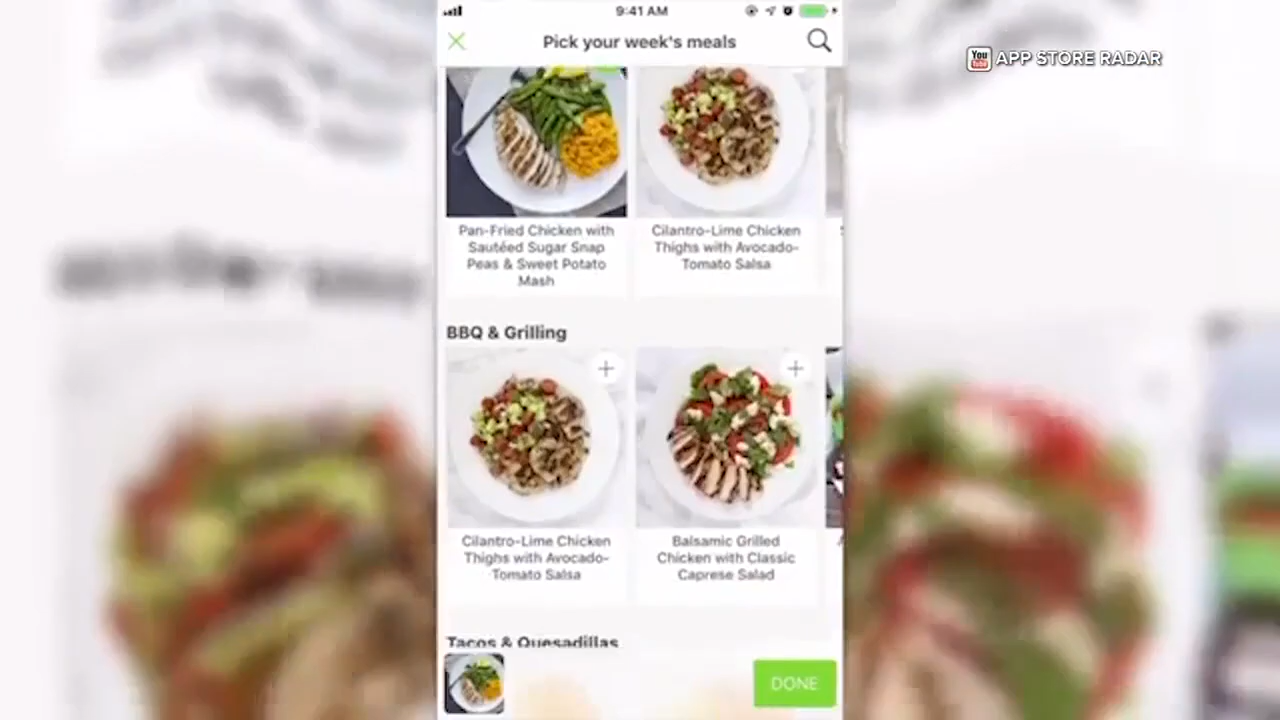 9:41 AM
Pick your week's meals
You
Tube
APP STORE RADAR
Pan-Fried Chicken with
Sautéed Sugar Snap
Peas & Sweet Potato
Mash
Cilantro-Lime Chicken
Thighs with Avocado-
Tomato Salsa
BBQ & Grilling
Cilantro-Lime Chicken
Thighs with Avocado-
Tomato Salsa
Balsamic Grilled
Chicken with Classic
Caprese Salad
Tacos & Quesadillas
DONE